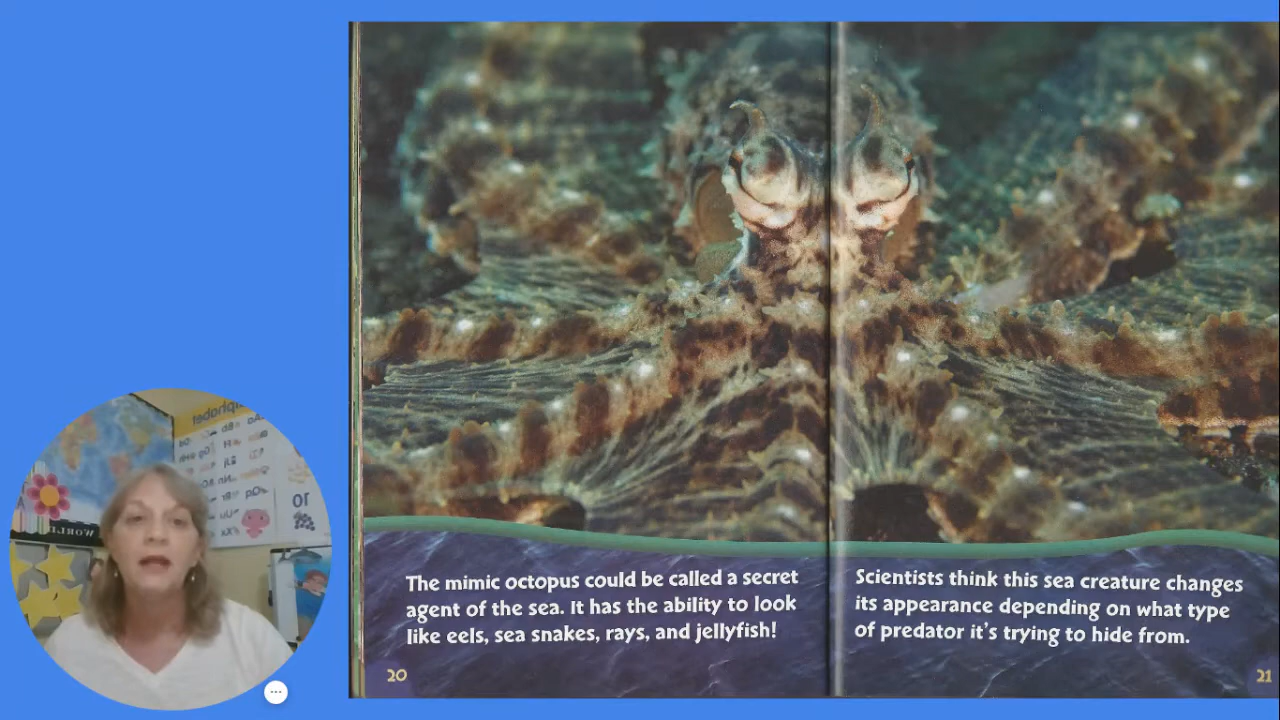 The mimic octopus could be called a secret
agent of the sea. It has the ability to look
like eels, sea snakes, rays, and jellyfish!
20
Scientists think this sea creature changes
its appearance depending on what type
of predator it's trying to hide from.
21
WORLD
10